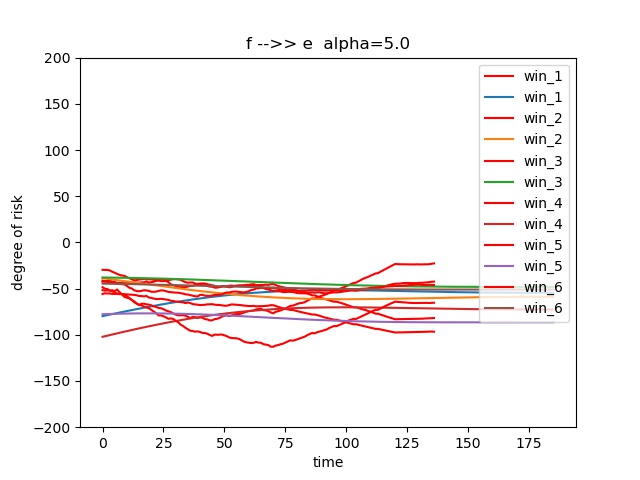 f -->> e  alpha=5.0
degree of risk
200
150
100
50
0
−50
−100
−150
−200
0
25
50
75
100
125
150
175
time
win_1
win_1
win_2
win_2
win_3
win_3
win_4
win_4
win_5
win_5
win_6
win_6